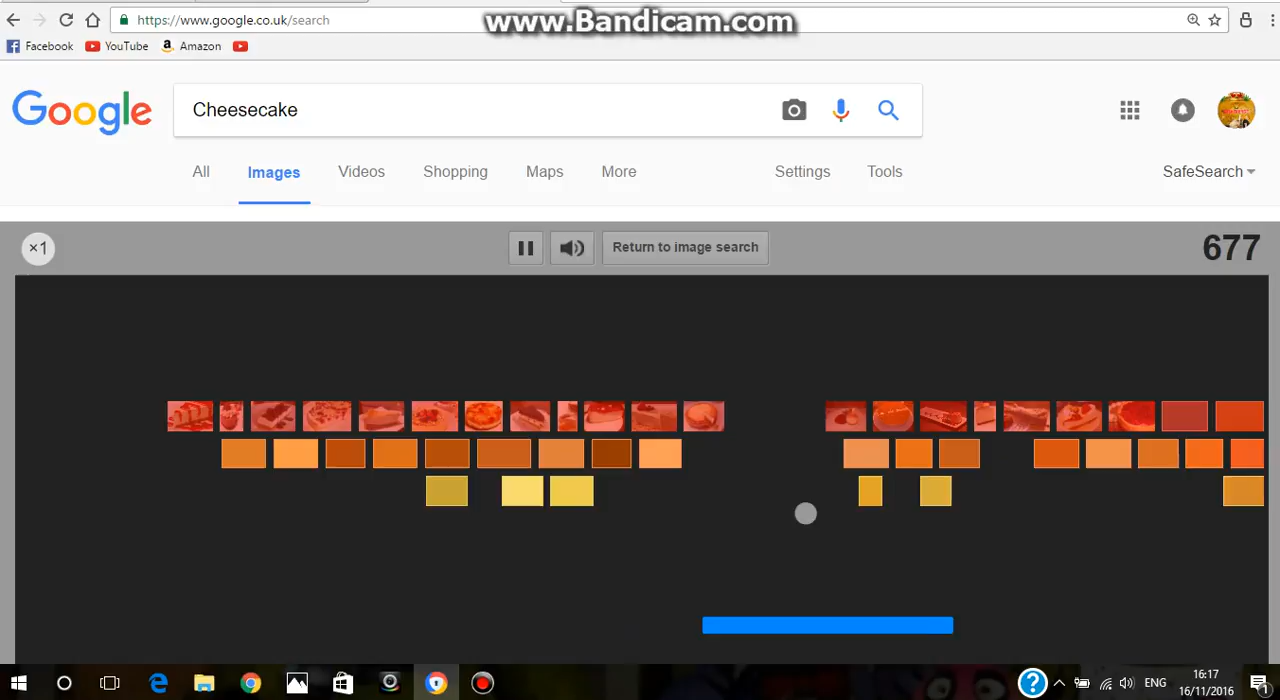 https://www.google.co.uk/search
www.Bandicam.com
Facebook YouTube Amazon
Google Cheesecake
All Images Videos Shopping Maps More Settings Tools SafeSearch
×1 Return to image search 677
ENG 16:17
16/11/2016